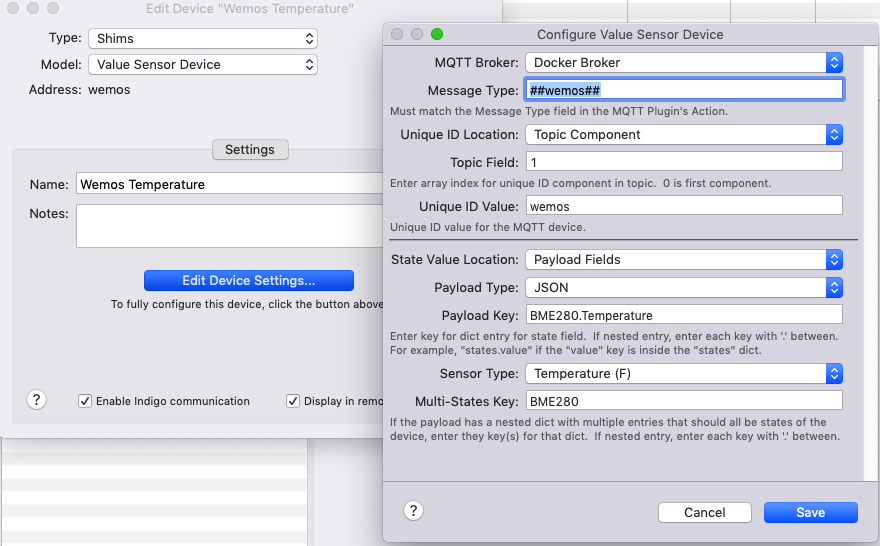 Edit Device "Wemos Temperature"
Type: Shims
Model: Value Sensor Device
Address: wemos
Settings
Name: Wemos Temperature
Notes:
Edit Device Settings...
To fully configure this device, click the button above
? Enable Indigo communication Display in remo
Configure Value Sensor Device
MQTT Broker: Docker Broker
Message Type: ##wemos##
Must match the Message Type field in the MQTT Plugin's Action.
Unique ID Location: Topic Component
Topic Field: 1
Enter array index for unique ID component in topic. 0 is first component.
Unique ID Value: wemos
Unique ID value for the MQTT device.
State Value Location: Payload Fields
Payload Type: JSON
Payload Key: BME280.Temperature
Enter key for dict entry for state field. If nested entry, enter each key with '.' between.
For example, "states.value" if the "value" key is inside the "states" dict.
Sensor Type: Temperature (F)
Multi-States Key: BME280
If the payload has a nested dict with multiple entries that should all be states of the
device, enter they key(s) for that dict. If nested entry, enter each key with '.' between.
? Cancel Save